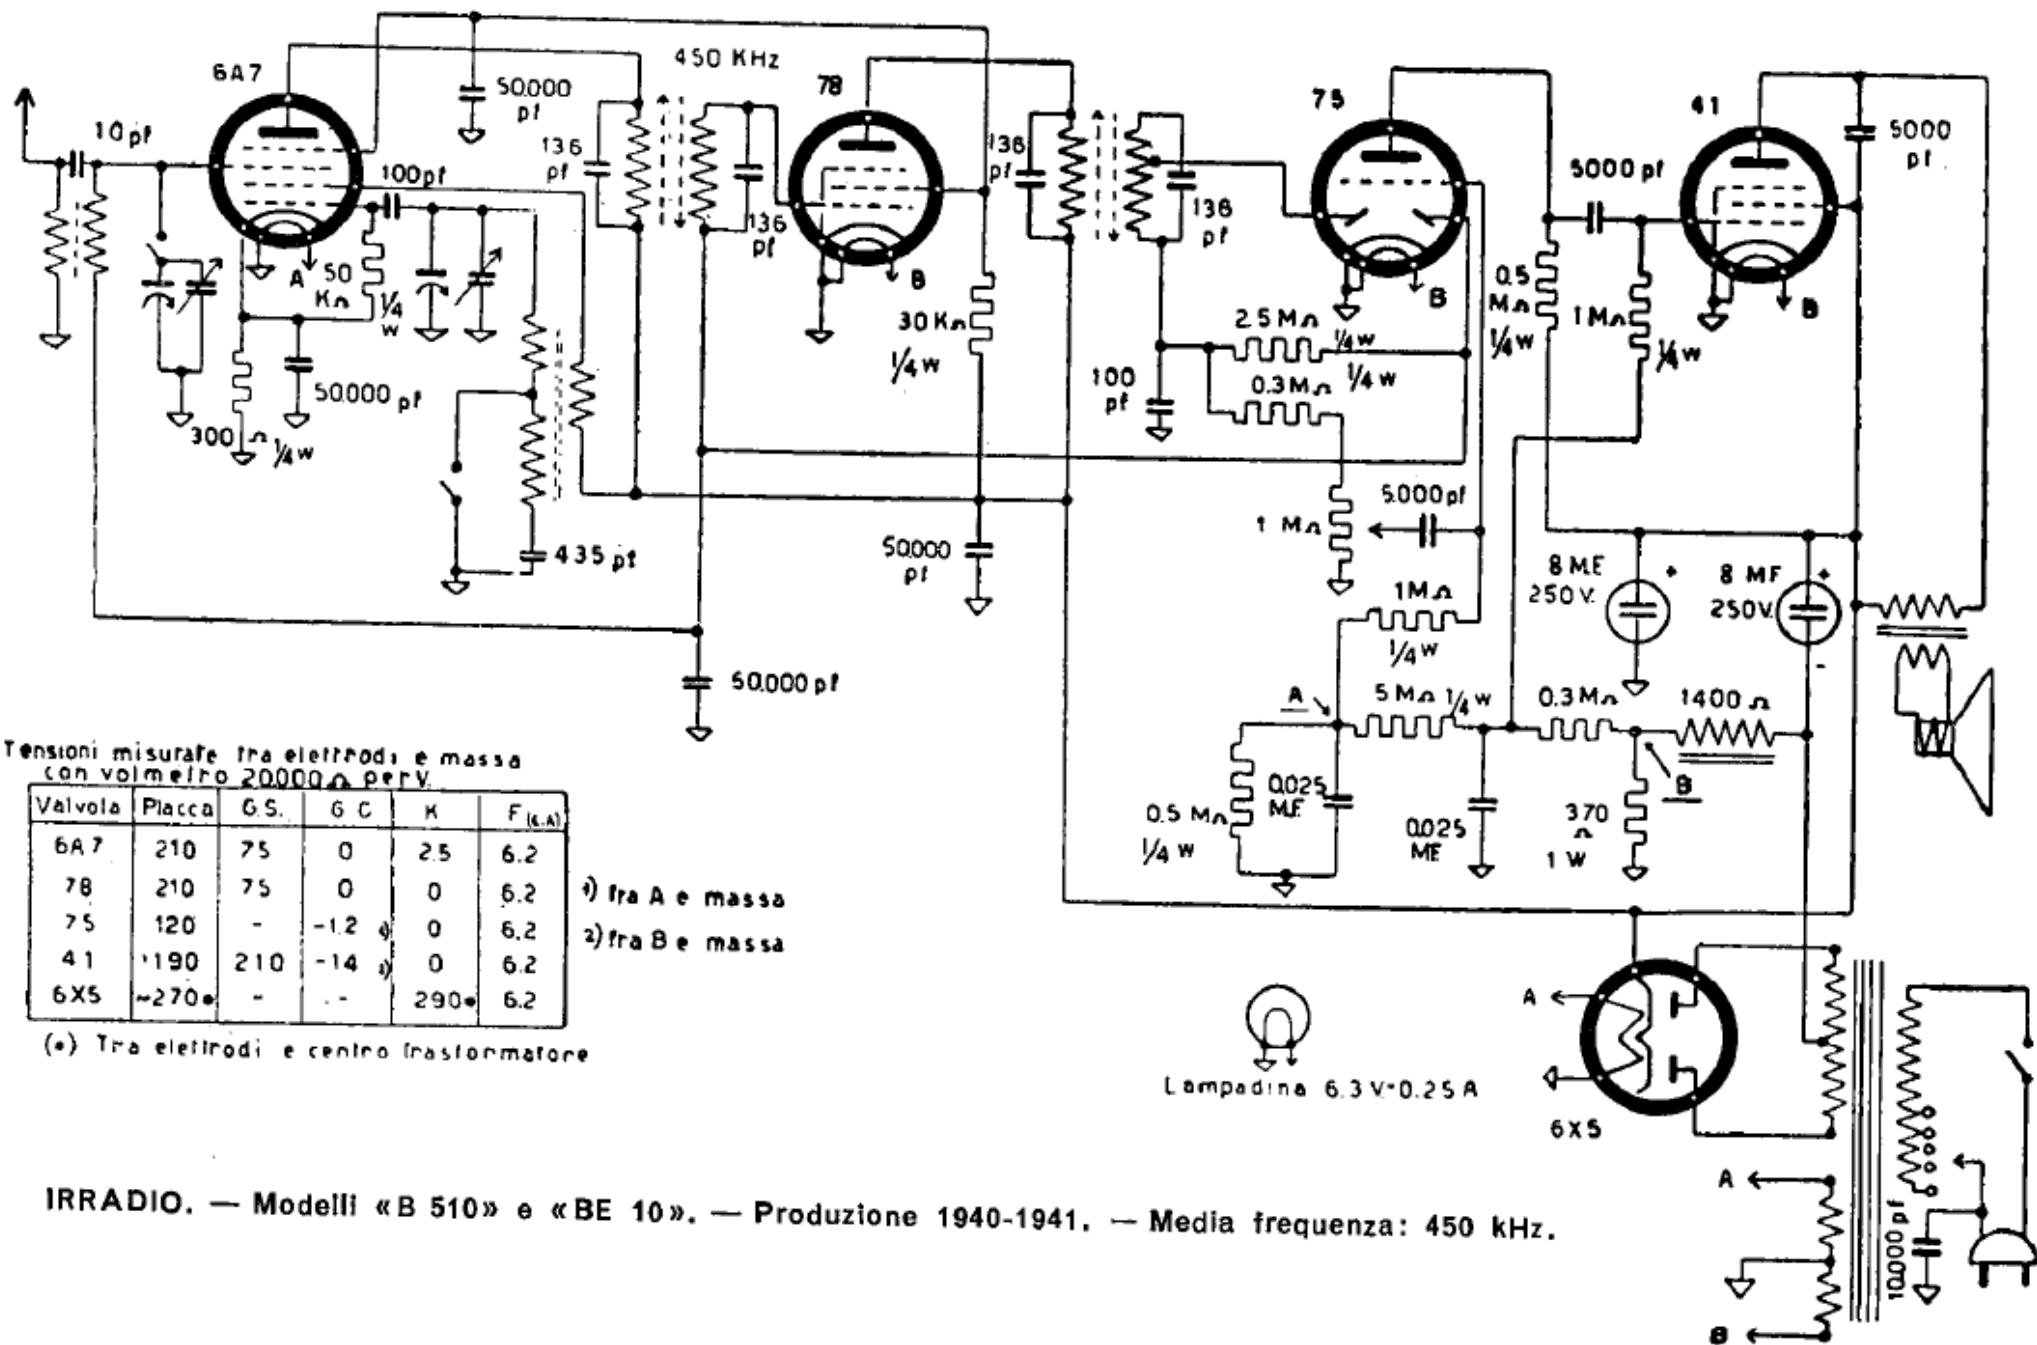 6A7
450 KHz
78
75
41
10 pf
50.000
pf
100 pf
136
pf
136
pf
136
pf
136
pf
5000 pf
5000
pf
A
50
KΩ
1/4
w
B
30 KΩ
1/4 w
B
0.5
MΩ
1/4 w
1 MΩ
1/4 w
B
2.5 MΩ
1/4 w
0.3 MΩ
1/4 w
100
pf
50.000 pf
300 Ω
1/4 w
435 pf
50.000
pf
1 MΩ
5.000 pf
8 MF
250 V.
+
8 MF
250 V.
+
-
1 MΩ
1/4 w
50.000 pf
A
5 MΩ 1/4 w
0.3 MΩ
1400 Ω
B
0.5 MΩ
1/4 w
0.025
M.F.
0.025
MF
370
Ω
1 W
Tensioni misurate fra elettrodi e massa
con volmetro 20.000 Ω per V.
Valvola Placca G.S. G C K F (c.a)
6A7 210 75 0 2.5 6.2
78 210 75 0 0 6.2
75 120 - -1.2 1) 0 6.2
41 190 210 -14 2) 0 6.2
6X5 ~270• - - 290• 6.2
1) fra A e massa
2) fra B e massa
(•) Tra elettrodi e centro trasformatore
Lampadina 6.3 V-0.25 A
A
6X5
A
B
10.000 pf
IRRADIO. — Modelli «B 510» e «BE 10». — Produzione 1940-1941. — Media frequenza: 450 kHz.